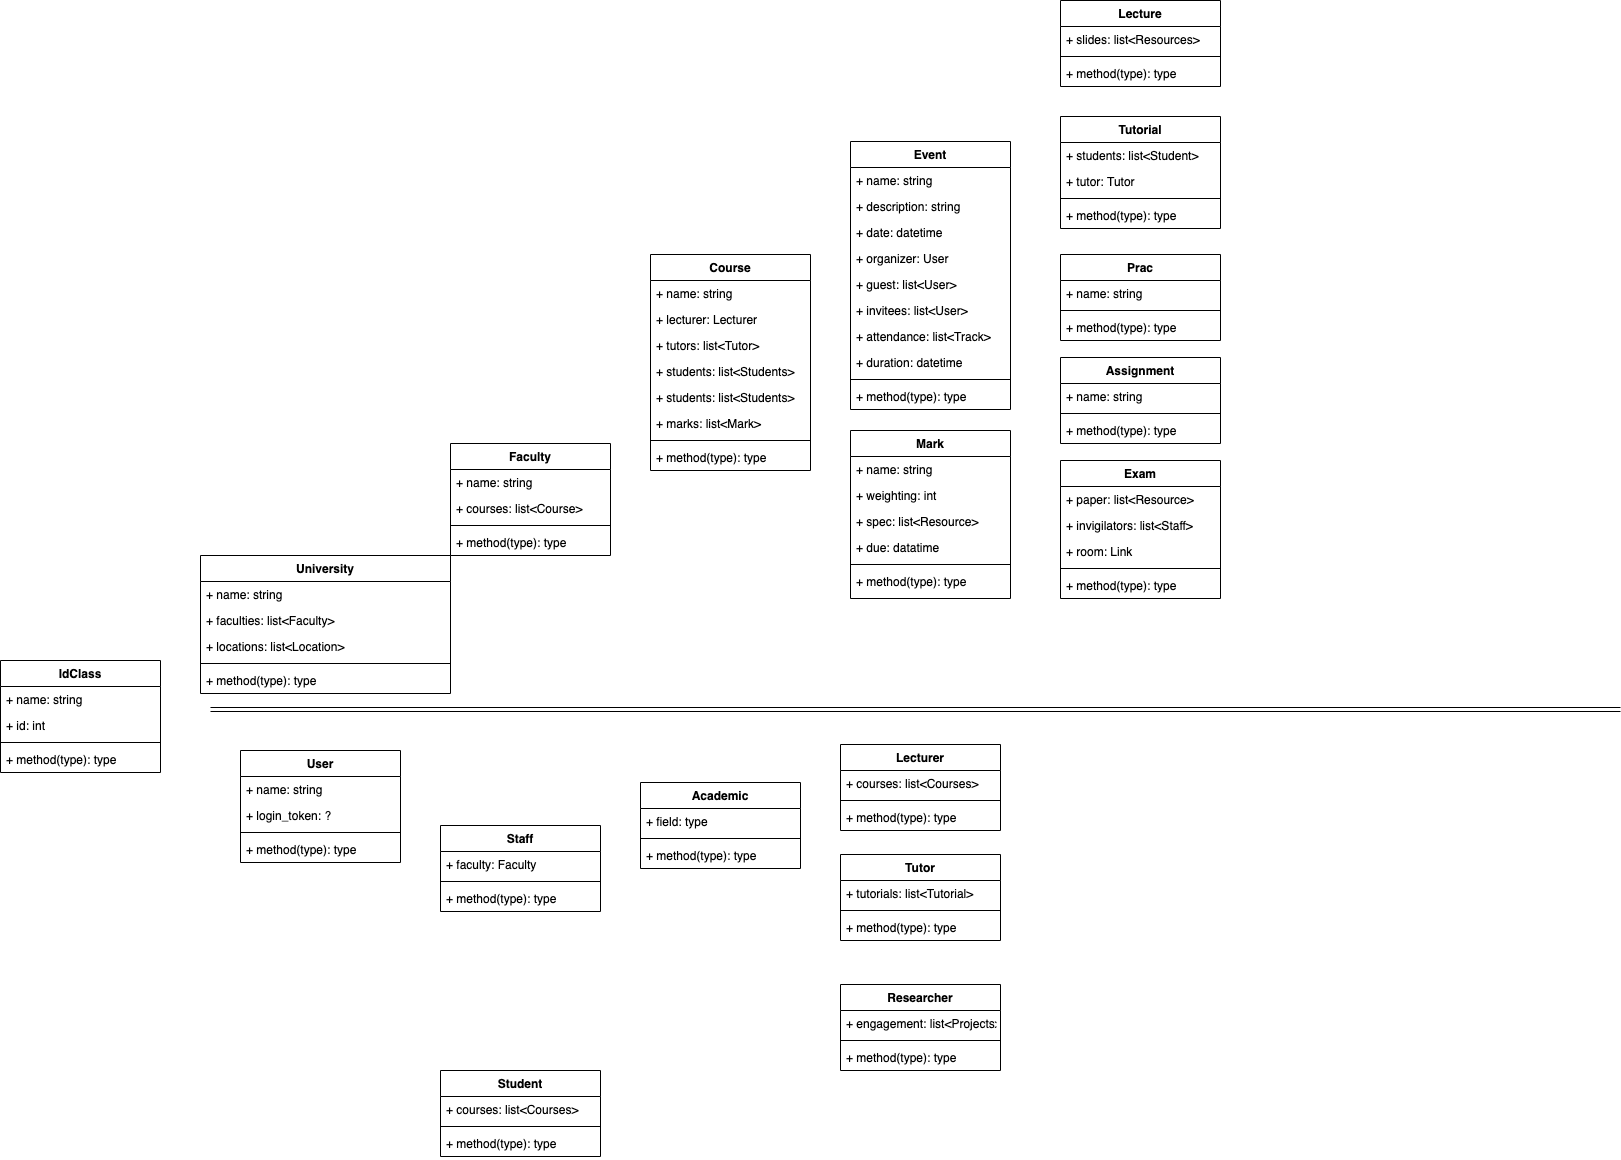 Lecture
+ slides: list<Resources>
+ method(type): type
Tutorial
+ students: list<Student>
+ tutor: Tutor
+ method(type): type
Event
+ name: string
+ description: string
+ date: datetime
+ organizer: User
+ guest: list<User>
+ invitees: list<User>
+ attendance: list<Track>
+ duration: datetime
+ method(type): type
Prac
+ name: string
+ method(type): type
Course
+ name: string
+ lecturer: Lecturer
+ tutors: list<Tutor>
+ students: list<Students>
+ students: list<Students>
+ marks: list<Mark>
+ method(type): type
Assignment
+ name: string
+ method(type): type
Mark
+ name: string
+ weighting: int
+ spec: list<Resource>
+ due: datatime
+ method(type): type
Exam
+ paper: list<Resource>
+ invigilators: list<Staff>
+ room: Link
+ method(type): type
Faculty
+ name: string
+ courses: list<Course>
+ method(type): type
University
+ name: string
+ faculties: list<Faculty>
+ locations: list<Location>
+ method(type): type
IdClass
+ name: string
+ id: int
+ method(type): type
User
+ name: string
+ login_token: ?
+ method(type): type
Staff
+ faculty: Faculty
+ method(type): type
Academic
+ field: type
+ method(type): type
Lecturer
+ courses: list<Courses>
+ method(type): type
Tutor
+ tutorials: list<Tutorial>
+ method(type): type
Researcher
+ engagement: list<Projects
+ method(type): type
Student
+ courses: list<Courses>
+ method(type): type